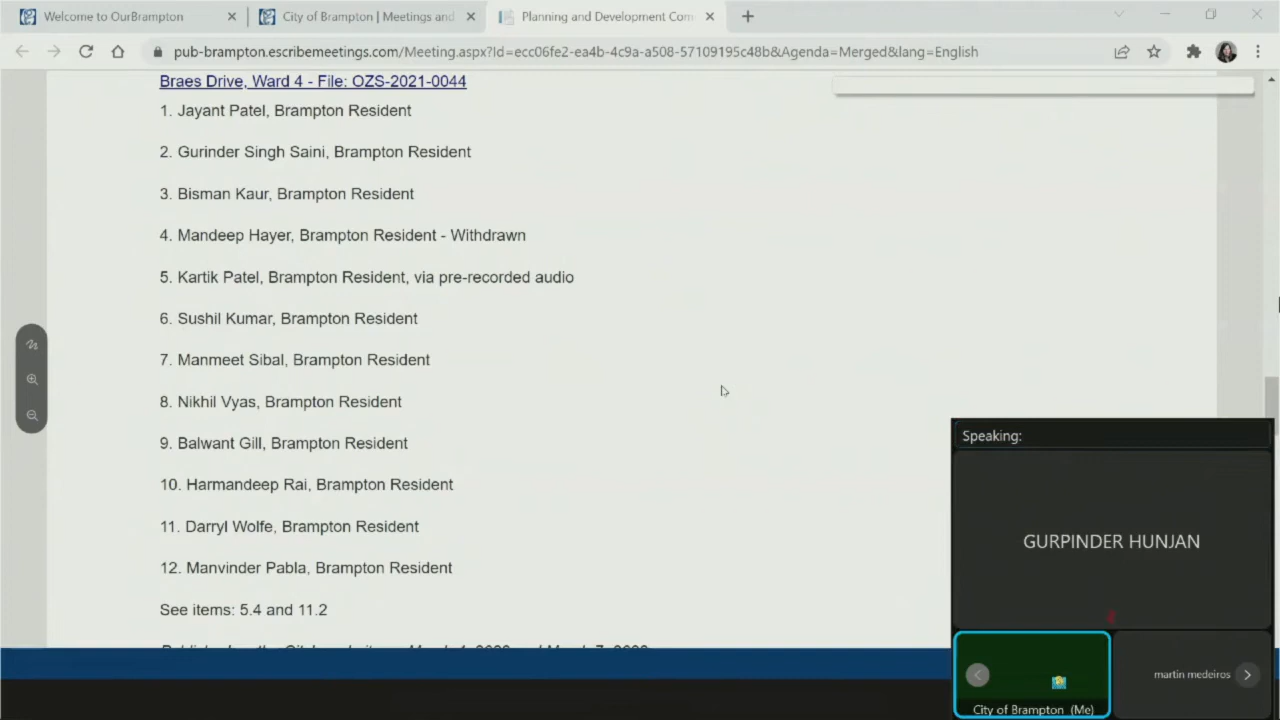 Welcome to OurBrampton
City of Brampton | Meetings and
Planning and Development Com
pub-brampton.escribemeetings.com/Meeting.aspx?Id=ecc06fe2-ea4b-4c9a-a508-57109195c48b&Agenda=Merged&lang=English
Braes Drive, Ward 4 - File: OZS-2021-0044
1. Jayant Patel, Brampton Resident
2. Gurinder Singh Saini, Brampton Resident
3. Bisman Kaur, Brampton Resident
4. Mandeep Hayer, Brampton Resident - Withdrawn
5. Kartik Patel, Brampton Resident, via pre-recorded audio
6. Sushil Kumar, Brampton Resident
7. Manmeet Sibal, Brampton Resident
8. Nikhil Vyas, Brampton Resident
9. Balwant Gill, Brampton Resident
10. Harmandeep Rai, Brampton Resident
11. Darryl Wolfe, Brampton Resident
12. Manvinder Pabla, Brampton Resident
See items: 5.4 and 11.2
Speaking:
GURPINDER HUNJAN
City of Brampton (Me)
martin medeiros